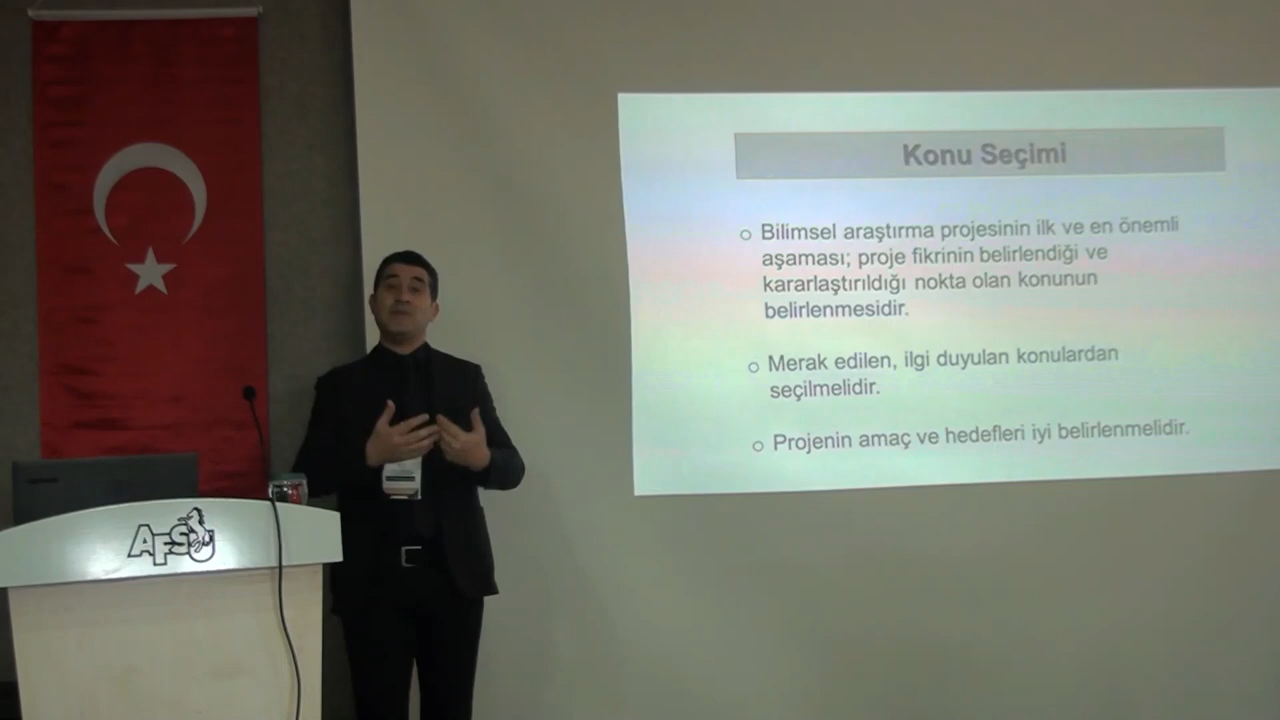 Konu Seçimi
o Bilimsel araştırma projesinin ilk ve en önemli
aşaması; proje fikrinin belirlendiği ve
kararlaştırıldığı nokta olan konunun
belirlenmesidir.
o Merak edilen, ilgi duyulan konulardan
seçilmelidir.
o Projenin amaç ve hedefleri iyi belirlenmelidir.
AFSÜ